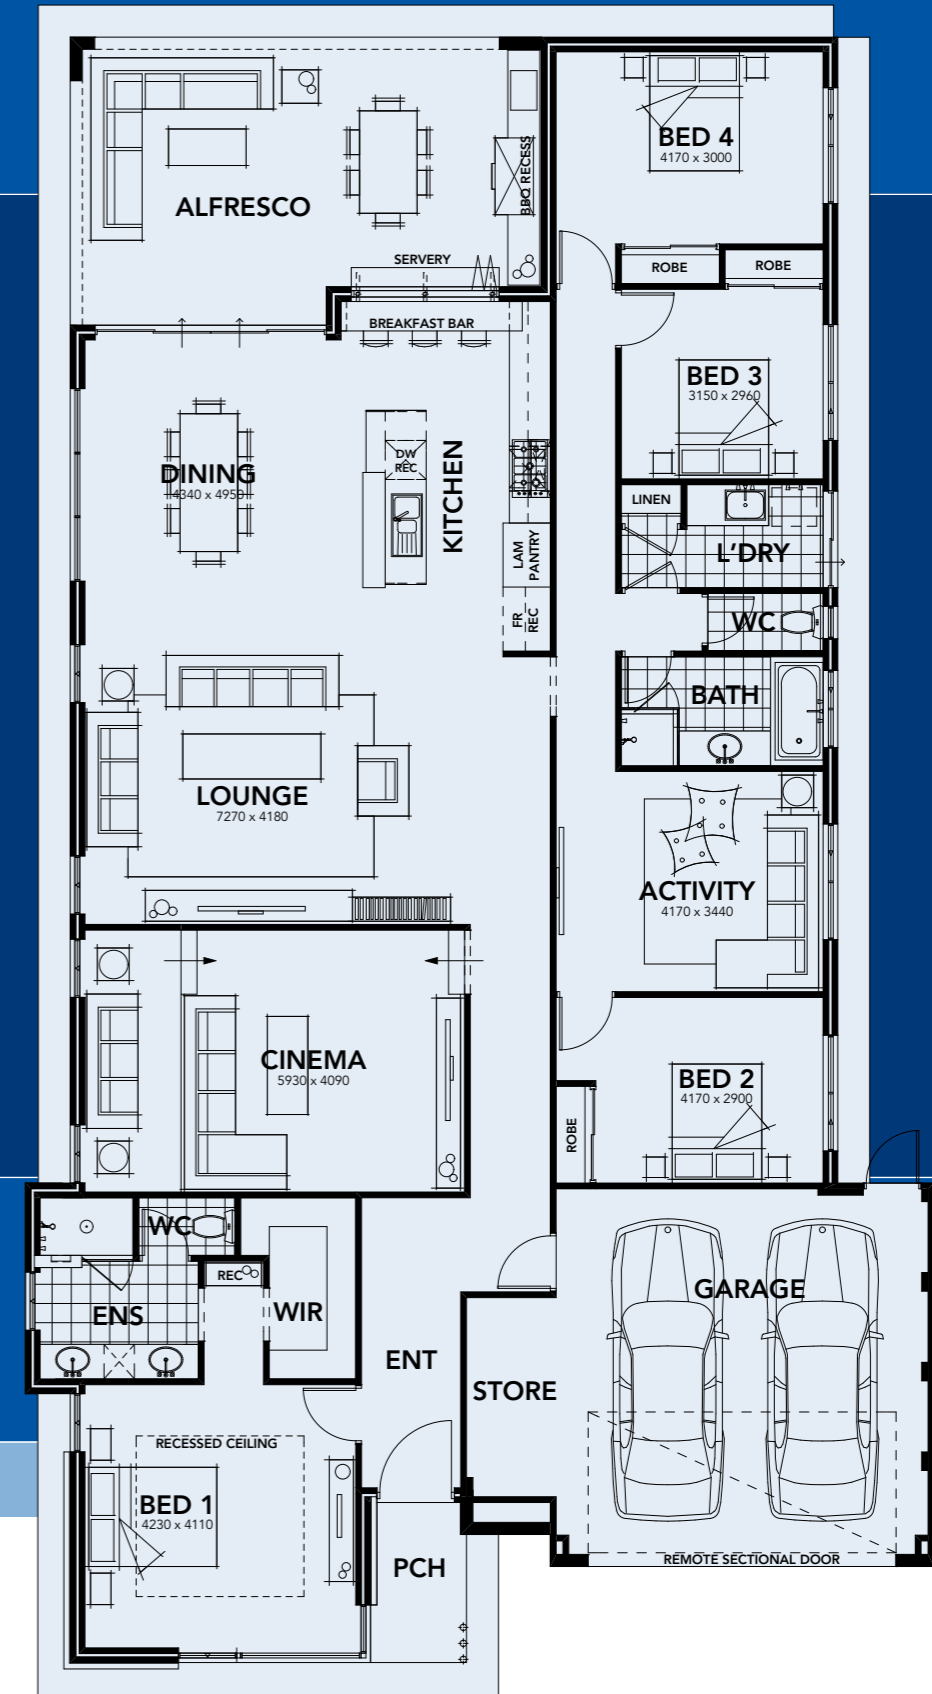 BED 4
4170 x 3000
BBQ RECESS
ALFRESCO
SERVERY
ROBE
ROBE
BREAKFAST BAR
BED 3
3150 x 2960
DINING
4340 x 4950
DW
REC
KITCHEN
LINEN
L'DRY
LAM
PANTRY
FR
REC
WC
BATH
LOUNGE
7270 x 4180
ACTIVITY
4170 x 3440
CINEMA
5930 x 4090
BED 2
4170 x 2900
ROBE
WC
REC
ENS
WIR
GARAGE
ENT
STORE
RECESSED CEILING
BED 1
4230 x 4110
PCH
REMOTE SECTIONAL DOOR